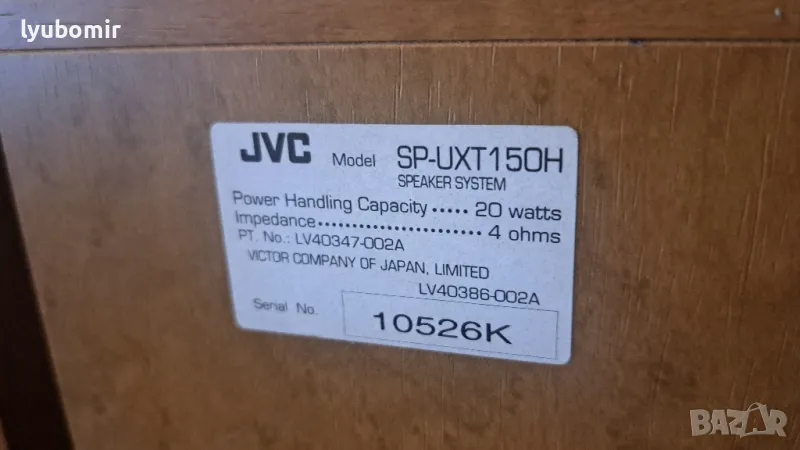 lyubomir
JVC Model SP-UXT150H
SPEAKER SYSTEM
Power Handling Capacity ..... 20 watts
Impedance........................... 4 ohms
PT. No.: LV40347-002A
VICTOR COMPANY OF JAPAN, LIMITED
LV40386-002A
Serial No. 10526K
BAZAR